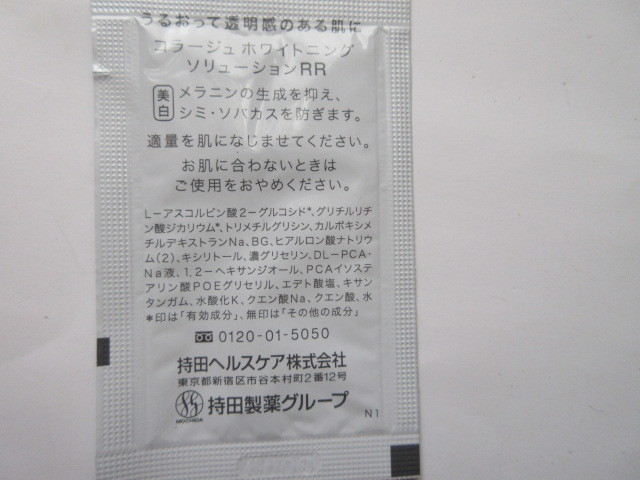 うるおって透明感のある肌に
コラージュ ホワイトニング
ソリューションRR
美白 メラニンの生成を抑え、
シミ・ソバカスを防ぎます。
適量を肌になじませてください。
お肌に合わないときは
ご使用をおやめください。
L-アスコルビン酸2-グルコシド*、グリチルリチ
ン酸ジカリウム*、トリメチルグリシン、カルボキシメ
チルデキストランNa、BG、ヒアルロン酸ナトリウ
ム(2)、キシリトール、濃グリセリン、DL-PCA・
Na液、1,2-ヘキサンジオール、PCAイソステ
アリン酸POEグリセリル、エデト酸塩、キサン
タンガム、水酸化K、クエン酸Na、クエン酸、水
*印は「有効成分」、無印は「その他の成分」
0120-01-5050
持田ヘルスケア株式会社
東京都新宿区市谷本村町2番12号
MOCHIDA 持田製薬グループ
N1